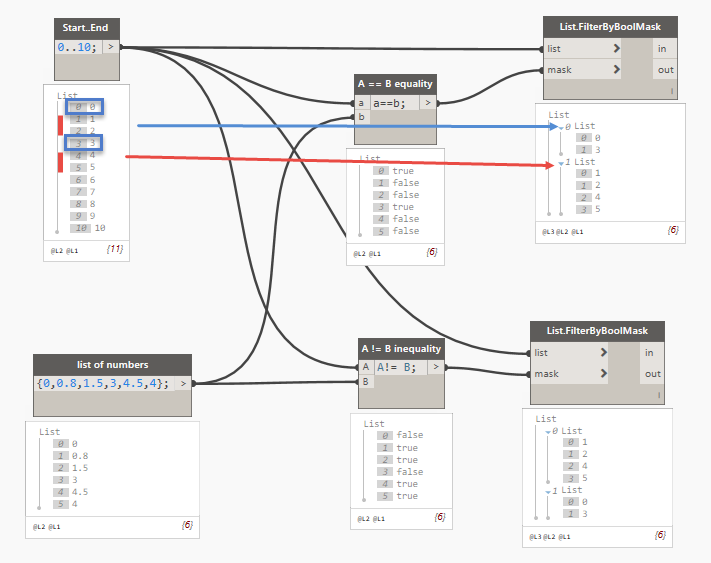 Start..End
0..10; >
List
0 0
1 1
2 2
3 3
4 4
5 5
6 6
7 7
8 8
9 9
10 10
@L2 @L1 {11}
A == B equality
a a==b; >
b
List
0 true
1 false
2 false
3 true
4 false
5 false
@L2 @L1 {6}
List.FilterByBoolMask
list > in
mask > out
l
List
0 List
0 0
1 3
1 List
0 1
1 2
2 4
3 5
@L3 @L2 @L1 {6}
list of numbers
{0,0.8,1.5,3,4.5,4}; >
List
0 0
1 0.8
2 1.5
3 3
4 4.5
5 4
@L2 @L1 {6}
A != B inequality
A A!= B; >
B
List
0 false
1 true
2 true
3 false
4 true
5 true
@L2 @L1 {6}
List.FilterByBoolMask
list > in
mask > out
l
List
0 List
0 1
1 2
2 4
3 5
1 List
0 0
1 3
@L3 @L2 @L1 {6}